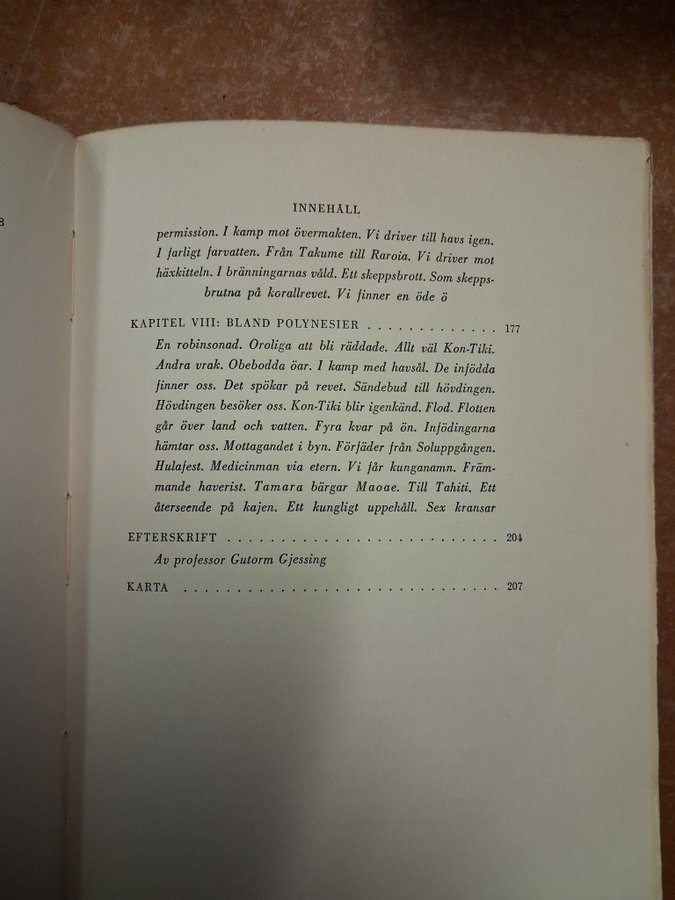 8
INNEHÅLL
permission. I kamp mot övermakten. Vi driver till havs igen.
I farligt farvatten. Från Takume till Raroia. Vi driver mot
häxkitteln. I bränningarnas våld. Ett skeppsbrott. Som skepps-
brutna på korallrevet. Vi finner en öde ö
KAPITEL VIII: BLAND POLYNESIER . . . . . . . . . . . . . 177
En robinsonad. Oroliga att bli räddade. Allt väl Kon-Tiki.
Andra vrak. Obebodda öar. I kamp med havsål. De infödda
finner oss. Det spökar på revet. Sändebud till hövdingen.
Hövdingen besöker oss. Kon-Tiki blir igenkänd. Flod. Flotten
går över land och vatten. Fyra kvar på ön. Infödingarna
hämtar oss. Mottagandet i byn. Förfäder från Soluppgången.
Hulafest. Medicinman via etern. Vi får kunganamn. Främ-
mande haverist. Tamara bärgar Maoae. Till Tahiti. Ett
återseende på kajen. Ett kungligt uppehåll. Sex kransar
EFTERSKRIFT . . . . . . . . . . . . . . . . . . . . . . . . . . 204
Av professor Gutorm Gjessing
KARTA . . . . . . . . . . . . . . . . . . . . . . . . . . . . . . 207